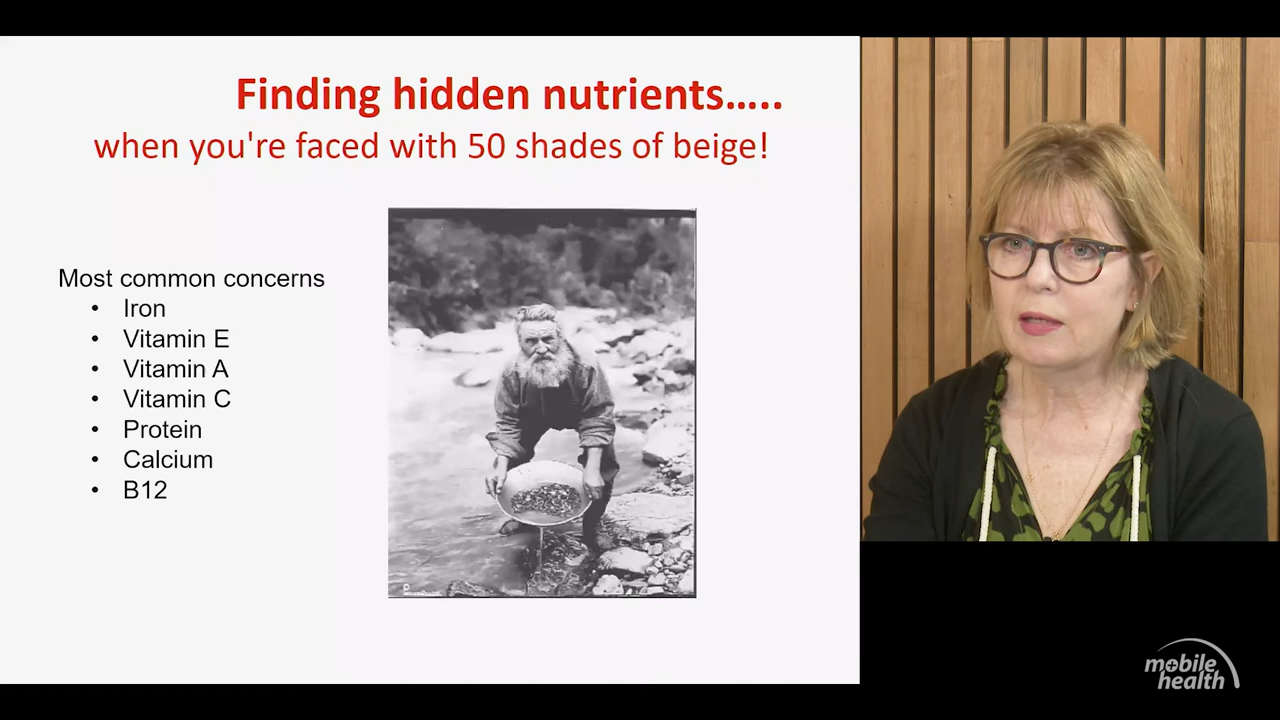 Finding hidden nutrients.....
when you're faced with 50 shades of beige!
Most common concerns
• Iron
• Vitamin E
• Vitamin A
• Vitamin C
• Protein
• Calcium
• B12
mobile
health